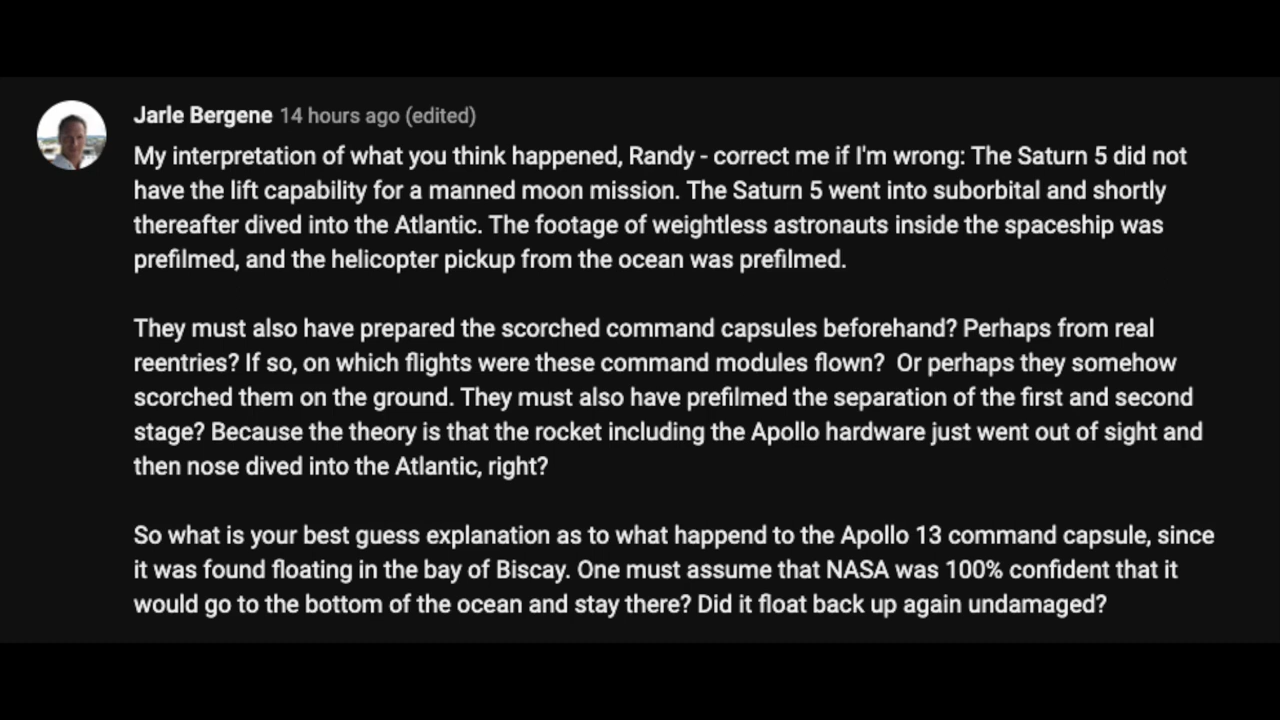 Jarle Bergene 14 hours ago (edited)
My interpretation of what you think happened, Randy - correct me if I'm wrong: The Saturn 5 did not
have the lift capability for a manned moon mission. The Saturn 5 went into suborbital and shortly
thereafter dived into the Atlantic. The footage of weightless astronauts inside the spaceship was
prefilmed, and the helicopter pickup from the ocean was prefilmed.
They must also have prepared the scorched command capsules beforehand? Perhaps from real
reentries? If so, on which flights were these command modules flown?  Or perhaps they somehow
scorched them on the ground. They must also have prefilmed the separation of the first and second
stage? Because the theory is that the rocket including the Apollo hardware just went out of sight and
then nose dived into the Atlantic, right?
So what is your best guess explanation as to what happend to the Apollo 13 command capsule, since
it was found floating in the bay of Biscay. One must assume that NASA was 100% confident that it
would go to the bottom of the ocean and stay there? Did it float back up again undamaged?